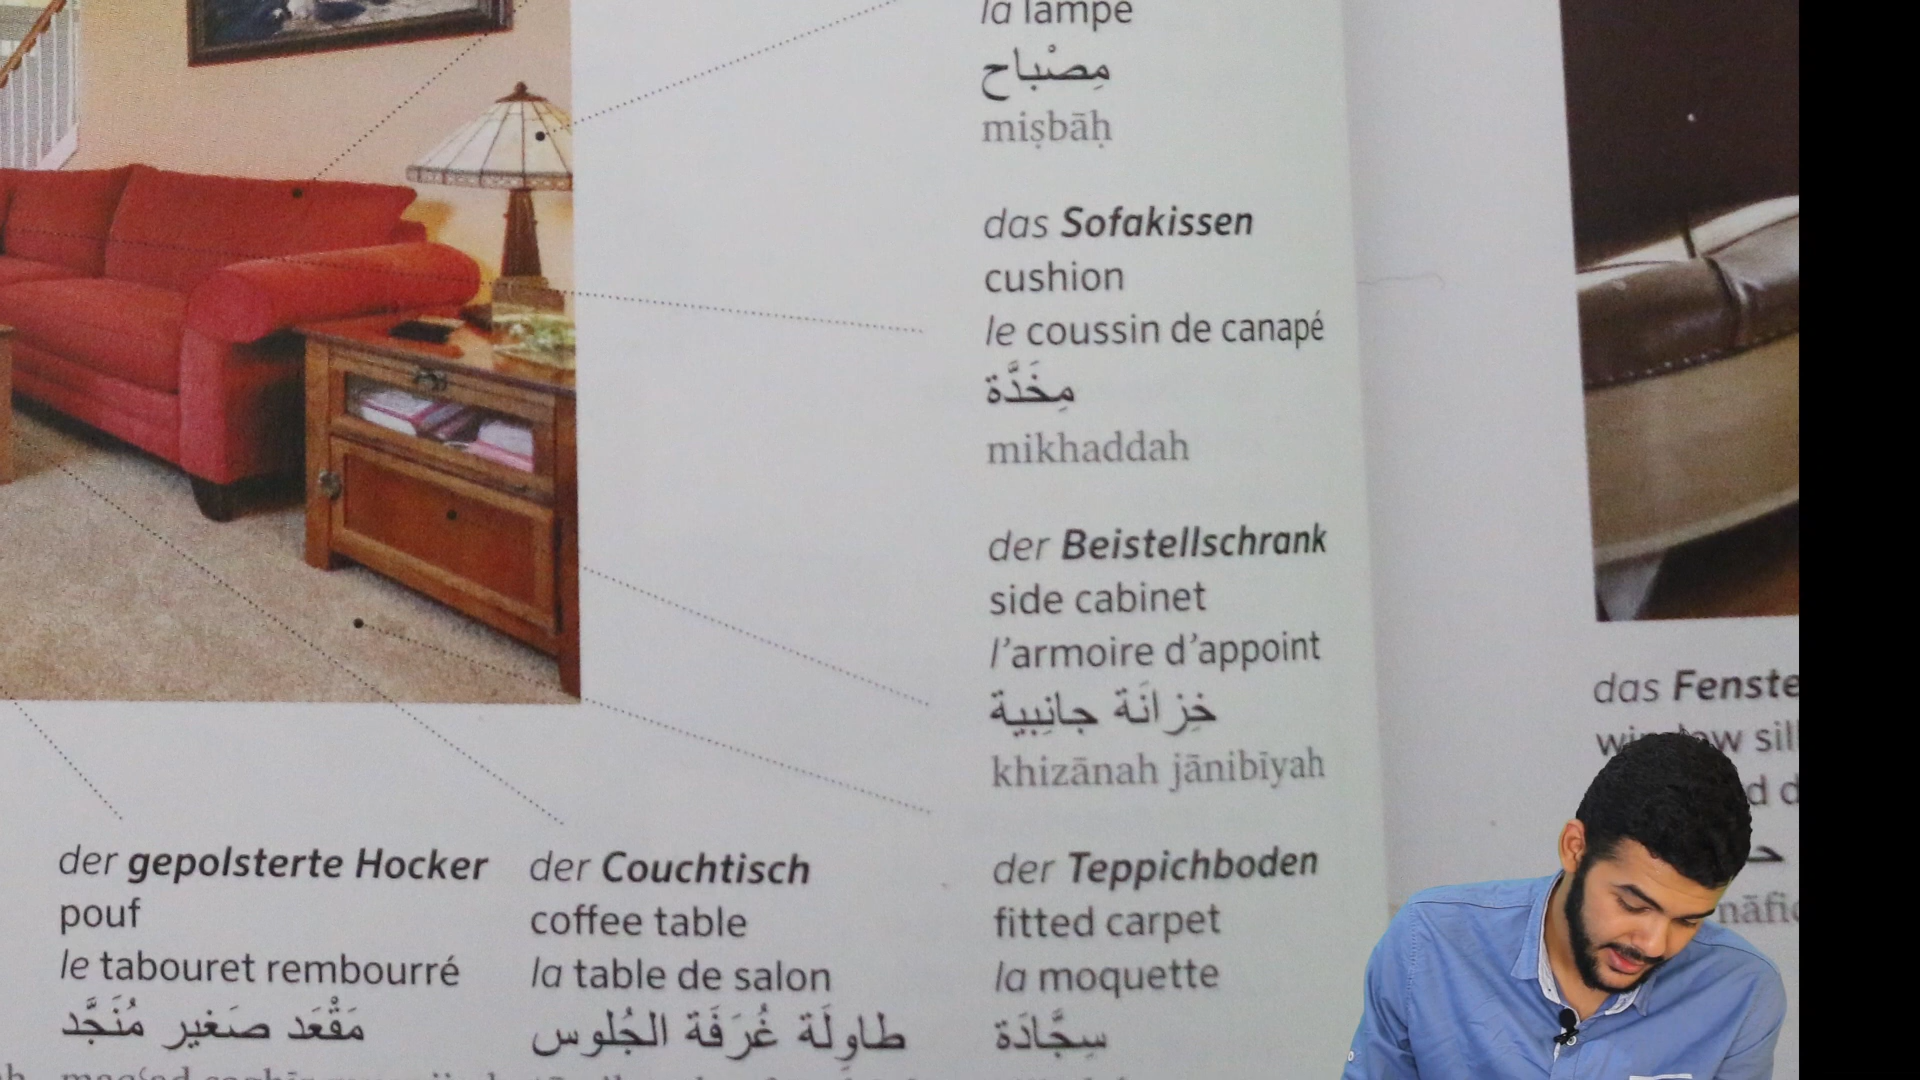 la lampe
مِصْباح
miṣbāḥ
das Sofakissen
cushion
le coussin de canapé
مِخَدَّة
mikhaddah
der Beistellschrank
side cabinet
l'armoire d'appoint
خِزانَة جانِبية
khizānah jānibīyah
der gepolsterte Hocker
pouf
le tabouret rembourré
مَقْعَد صَغير مُنَجَّد
der Couchtisch
coffee table
la table de salon
طاوِلَة غُرَفَة الجُلوس
der Teppichboden
fitted carpet
la moquette
سِجَّادَة
das
sill